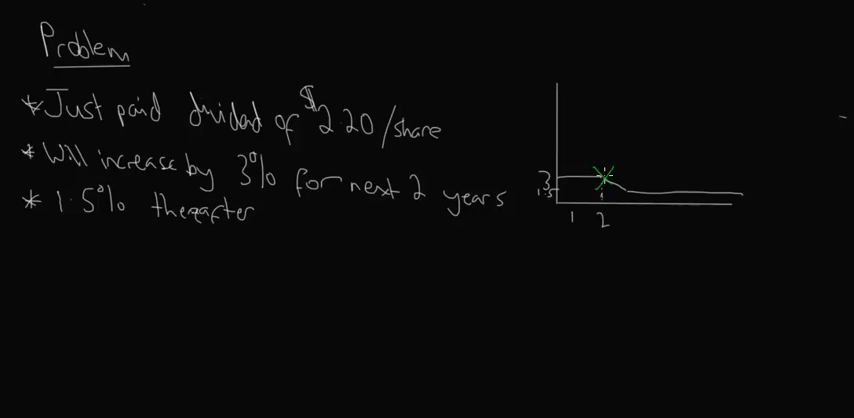 Problem
* Just paid dividend of $2.20/share
* Will increase by 3% for next 2 years
* 1.5% thereafter
3
1.5
1 2